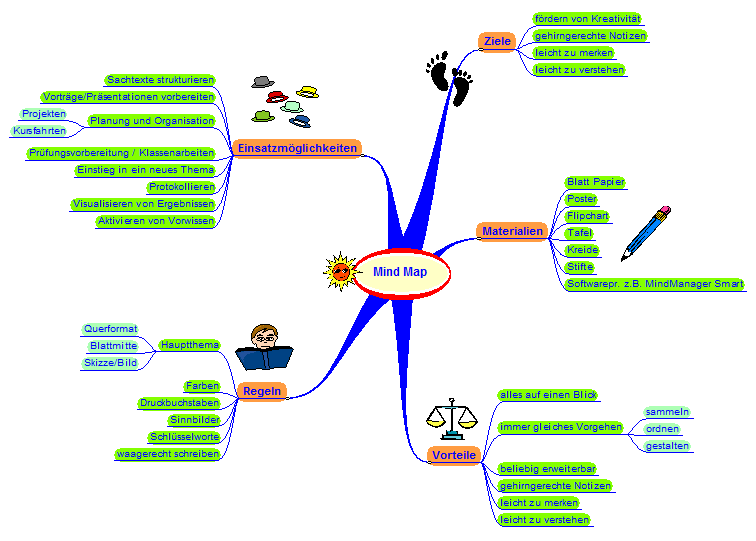 Mind Map
Ziele
fördern von Kreativität
gehirngerechte Notizen
leicht zu merken
leicht zu verstehen
Materialien
Blatt Papier
Poster
Flipchart
Tafel
Kreide
Stifte
Softwarepr. z.B. MindManager Smart
Vorteile
alles auf einen Blick
immer gleiches Vorgehen
sammeln
ordnen
gestalten
beliebig erweiterbar
gehirngerechte Notizen
leicht zu merken
leicht zu verstehen
Regeln
Hauptthema
Querformat
Blattmitte
Skizze/Bild
Farben
Druckbuchstaben
Sinnbilder
Schlüsselworte
waagerecht schreiben
Einsatzmöglichkeiten
Sachtexte strukturieren
Vorträge/Präsentationen vorbereiten
Planung und Organisation
Projekten
Kursfahrten
Prüfungsvorbereitung / Klassenarbeiten
Einstieg in ein neues Thema
Protokollieren
Visualisieren von Ergebnissen
Aktivieren von Vorwissen